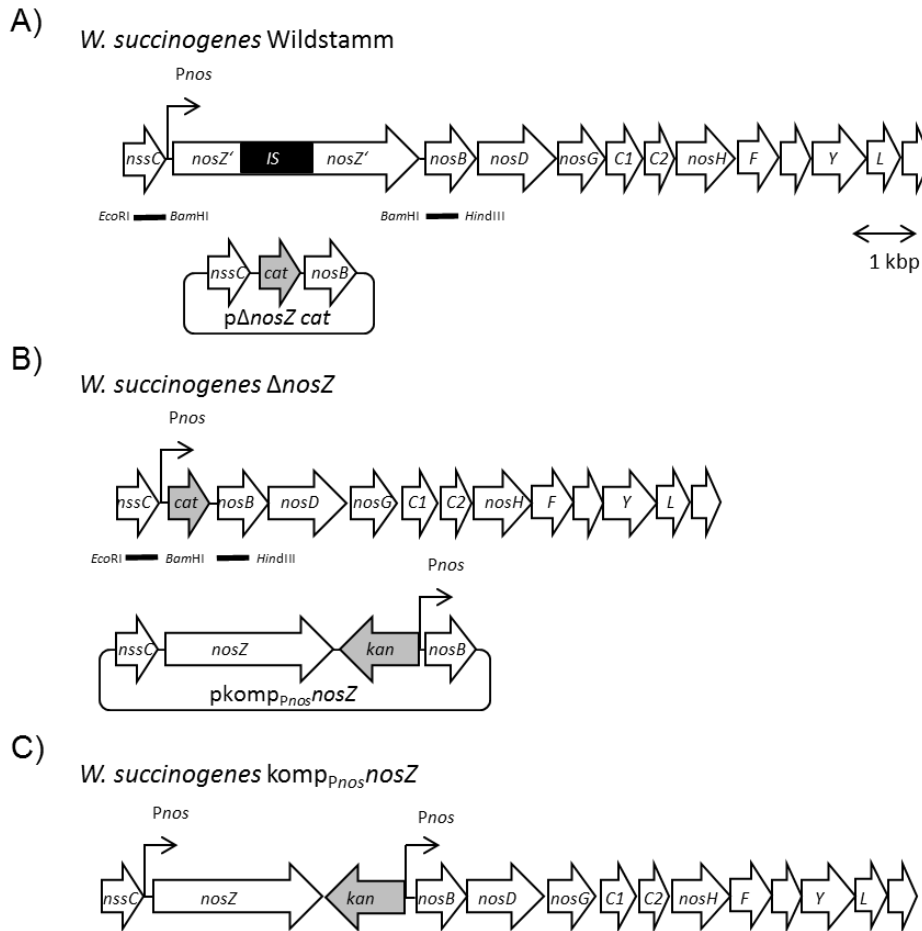 A)
W. succinogenes Wildstamm
Pnos
nssC nosZ‘ IS nosZ‘ nosB nosD nosG C1 C2 nosH F Y L
EcoRI BamHI BamHI HindIII
1 kbp
nssC cat nosB
pΔnosZ cat
B)
W. succinogenes ΔnosZ
Pnos
nssC cat nosB nosD nosG C1 C2 nosH F Y L
EcoRI BamHI HindIII
Pnos
nssC nosZ kan nosB
pkompPnosnosZ
C)
W. succinogenes kompPnosnosZ
Pnos Pnos
nssC nosZ kan nosB nosD nosG C1 C2 nosH F Y L